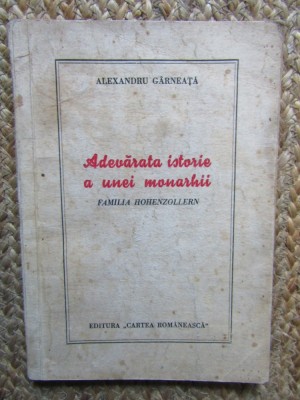 ALEXANDRU GÂRNEAȚĂ
Adevărata istorie
a unei monarhii
FAMILIA HOHENZOLLERN
EDITURA „CARTEA ROMÂNEASCĂ"